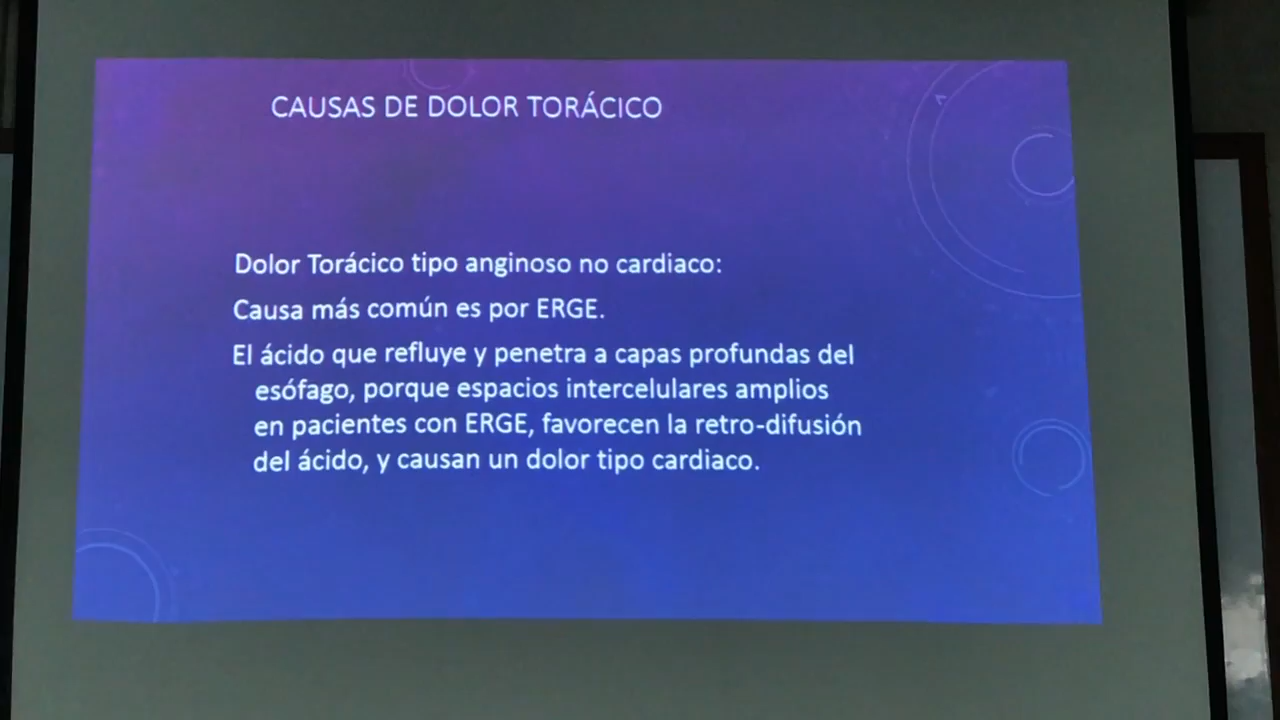 CAUSAS DE DOLOR TORÁCICO
Dolor Torácico tipo anginoso no cardiaco:
Causa más común es por ERGE.
El ácido que refluye y penetra a capas profundas del
esófago, porque espacios intercelulares amplios
en pacientes con ERGE, favorecen la retro-difusión
del ácido, y causan un dolor tipo cardiaco.